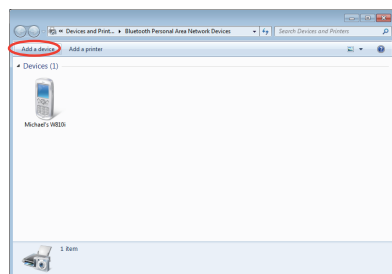 « Devices and Print... ▸ Bluetooth Personal Area Network Devices
Search Devices and Printers
Add a device
Add a printer
Devices (1)
Michael's W810i
1 item